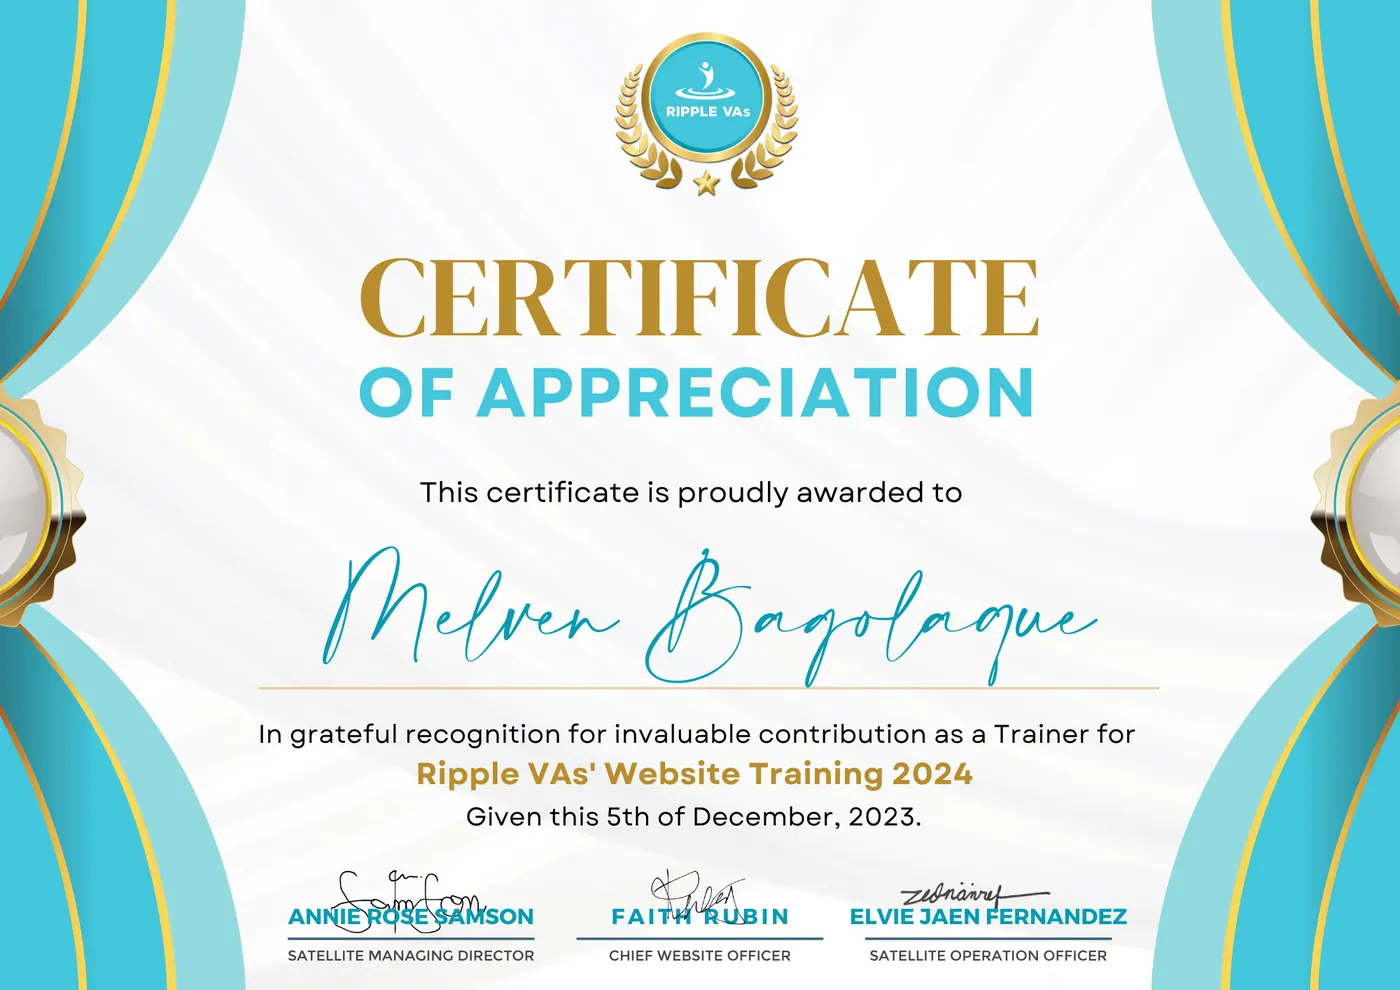 RIPPLE VAs
CERTIFICATE
OF APPRECIATION
This certificate is proudly awarded to
Melven Bagolaque
In grateful recognition for invaluable contribution as a Trainer for
Ripple VAs' Website Training 2024
Given this 5th of December, 2023.
ANNIE ROSE SAMSON
SATELLITE MANAGING DIRECTOR
FAITH RUBIN
CHIEF WEBSITE OFFICER
ELVIE JAEN FERNANDEZ
SATELLITE OPERATION OFFICER